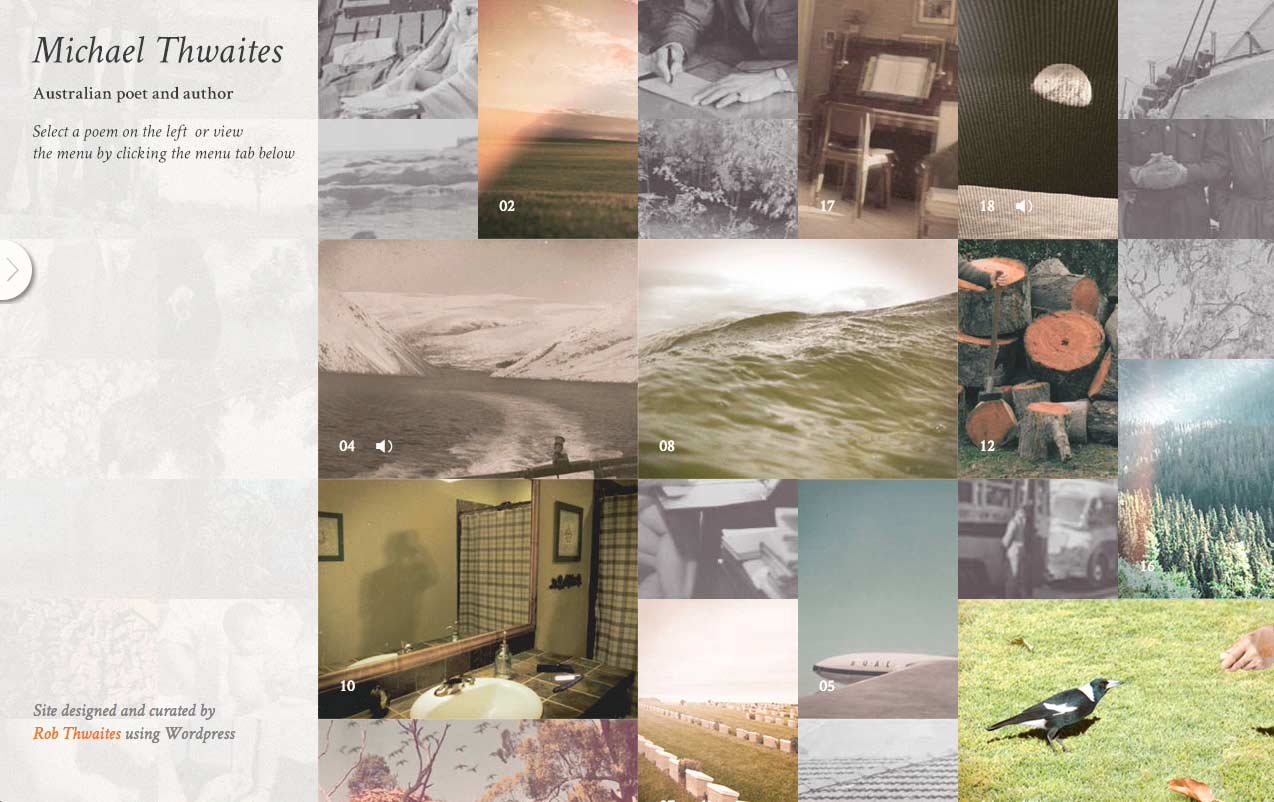 Michael Thwaites
Australian poet and author
Select a poem on the left or view
the menu by clicking the menu tab below
02
17
18
04
08
12
16
10
05
Site designed and curated by
Rob Thwaites using Wordpress